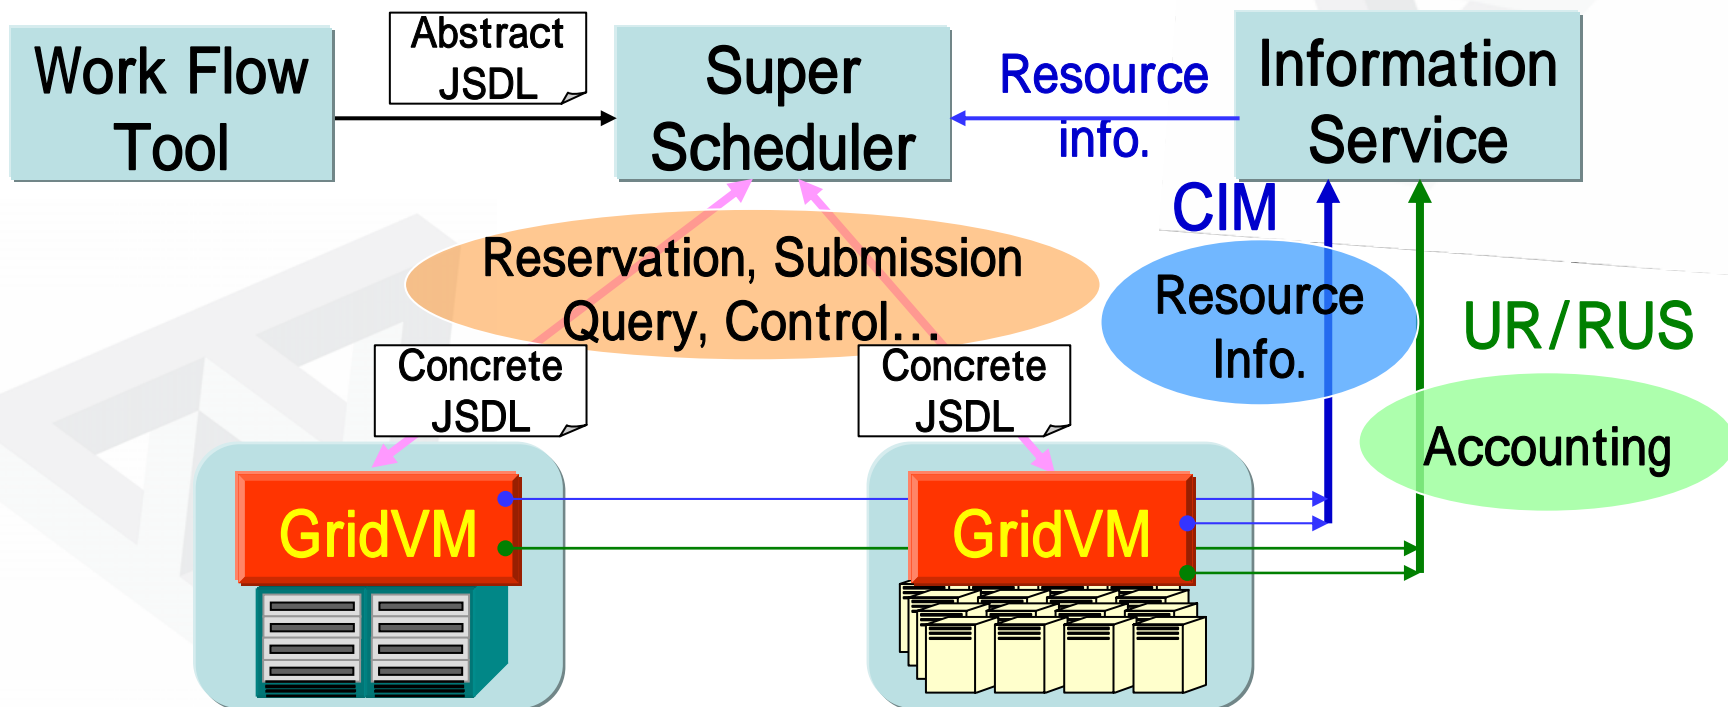 Work Flow
Tool
Abstract
JSDL
Super
Scheduler
Resource
info.
Information
Service
CIM
Reservation, Submission
Query, Control...
Resource
Info.
UR/RUS
Accounting
Concrete
JSDL
Concrete
JSDL
GridVM
GridVM